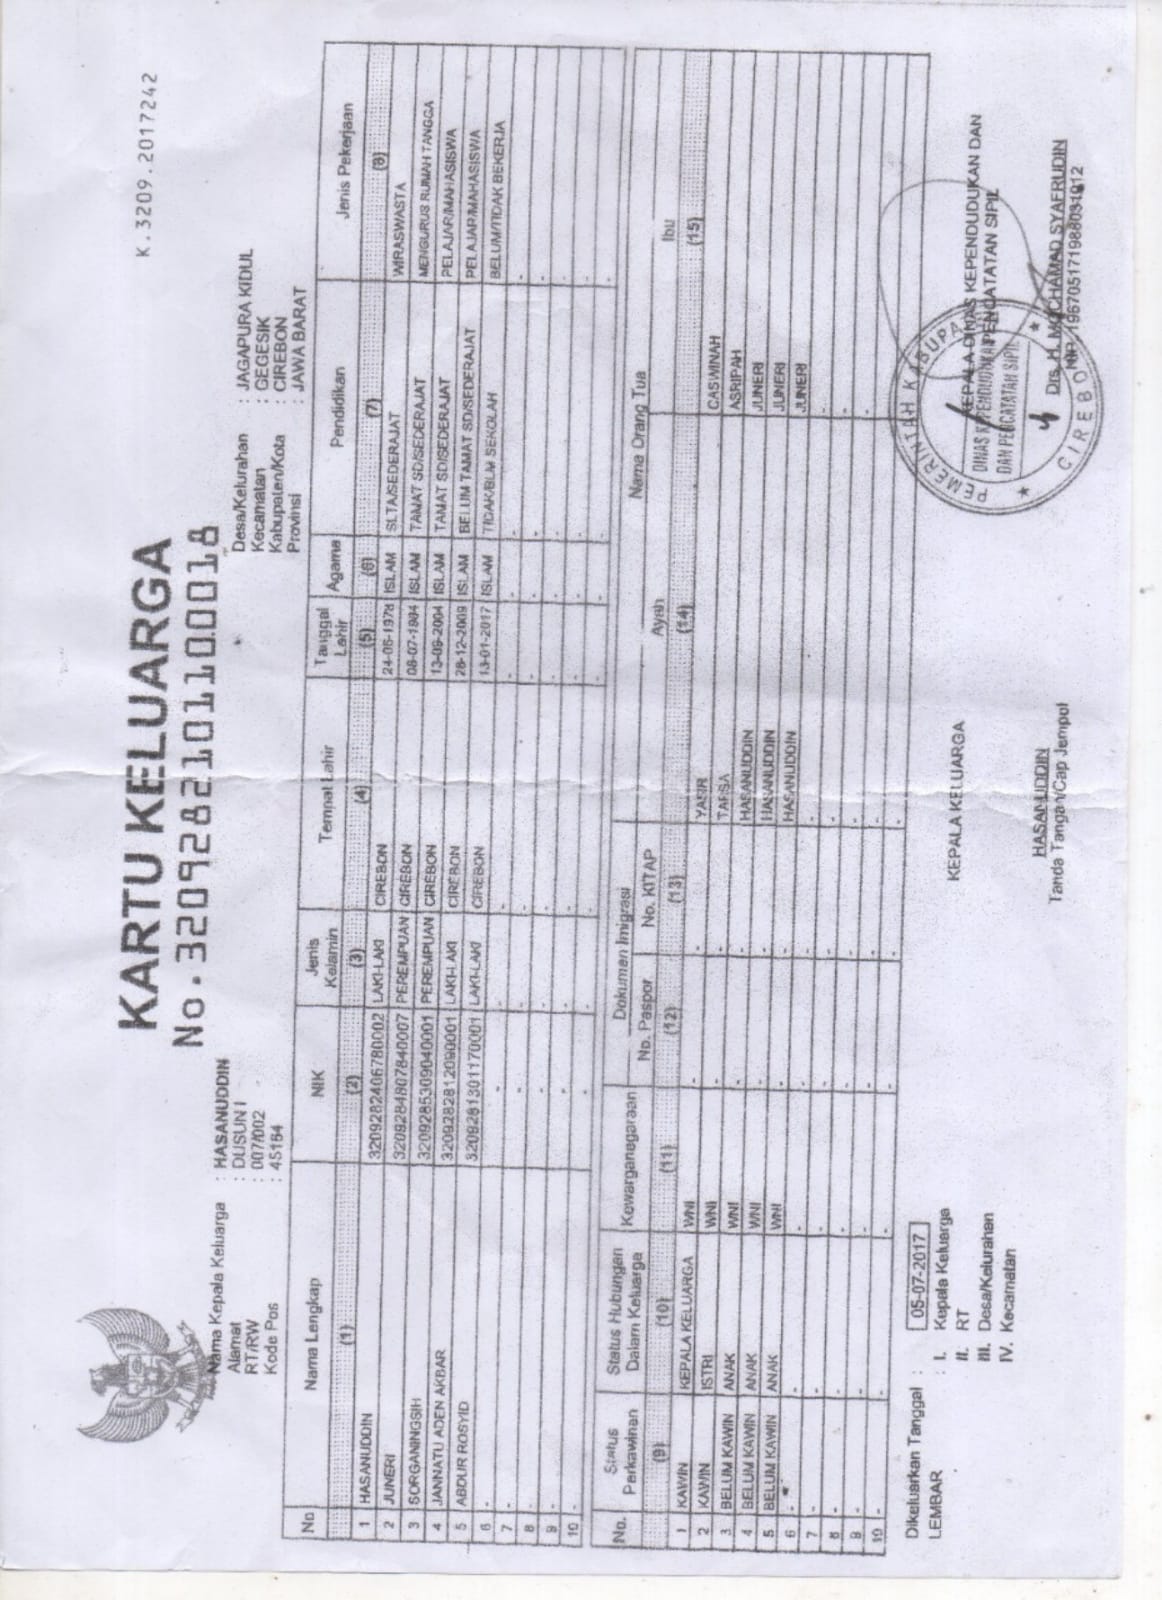 K.3209.2017242
KARTU KELUARGA
No. 3209282101100018
Nama Kepala Keluarga : HASANUDDIN
Alamat : DUSUN I
RT/RW : 007/002
Kode Pos : 45164
Desa/Kelurahan : JAGAPURA KIDUL
Kecamatan : GEGESIK
Kabupaten/Kota : CIREBON
Provinsi : JAWA BARAT
No Nama Lengkap NIK Jenis Kelamin Tempat Lahir Tanggal Lahir Agama Pendidikan Jenis Pekerjaan
(1) (2) (3) (4) (5) (6) (7) (8)
1 HASANUDDIN 3209282406780002 LAKI-LAKI CIREBON 24-06-1978 ISLAM SLTA/SEDERAJAT WIRASWASTA
2 JUNERI 3209284807840007 PEREMPUAN CIREBON 08-07-1984 ISLAM TAMAT SD/SEDERAJAT MENGURUS RUMAH TANGGA
3 SORGANINGSIH 3209285309040001 PEREMPUAN CIREBON 13-09-2004 ISLAM TAMAT SD/SEDERAJAT PELAJAR/MAHASISWA
4 JANNATU ADEN AKBAR 3209282812090001 LAKI-LAKI CIREBON 28-12-2009 ISLAM BELUM TAMAT SD/SEDERAJAT PELAJAR/MAHASISWA
5 ABDUR ROSYID 3209281301170001 LAKI-LAKI CIREBON 13-01-2017 ISLAM TIDAK/BLM SEKOLAH BELUM/TIDAK BEKERJA
6 - - - - - - - -
7 - - - - - - - -
8 - - - - - - - -
9 - - - - - - - -
10 - - - - - - - -
No. Status Perkawinan Status Hubungan Dalam Keluarga Kewarganegaraan Dokumen Imigrasi Nama Orang Tua
No. Paspor No. KITAP Ayah Ibu
(9) (10) (11) (12) (13) (14) (15)
1 KAWIN KEPALA KELUARGA WNI - - YASIR CASWINAH
2 KAWIN ISTRI WNI - - ASRIPAH
3 BELUM KAWIN ANAK WNI - - HASANUDDIN JUNERI
4 BELUM KAWIN ANAK WNI - - HASANUDDIN JUNERI
5 BELUM KAWIN ANAK WNI - - HASANUDDIN JUNERI
6 - - - - - - -
7 - - - - - - -
8 - - - - - - -
9 - - - - - - -
10 - - - - - - -
Dikeluarkan Tanggal : 05-07-2017
LEMBAR : I. Kepala Keluarga
II. RT
III. Desa/Kelurahan
IV. Kecamatan
KEPALA KELUARGA
HASANUDDIN
Tanda Tangan/Cap Jempol
KEPALA DINAS KEPENDUDUKAN DAN
PENCATATAN SIPIL
PEMERINTAH KABUPATEN
DINAS KEPENDUDUKAN
DAN PENCATATAN SIPIL
CIREBON
Drs. H. MOCHAMAD SYAFRUDIN
NIP. 196705171988031012